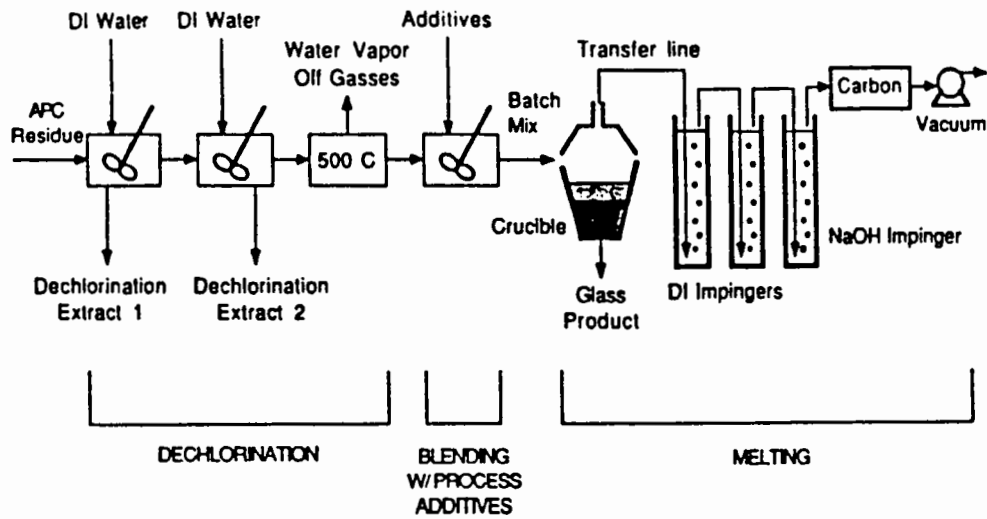 DI Water
DI Water
Additives
Water Vapor
Off Gasses
Transfer line
Carbon
Vacuum
APC
Residue
500 C
Batch
Mix
Crucible
NaOH Impinger
DI Impingers
Dechlorination
Extract 1
Dechlorination
Extract 2
Glass
Product
DECHLORINATION
BLENDING
W/ PROCESS
ADDITIVES
MELTING